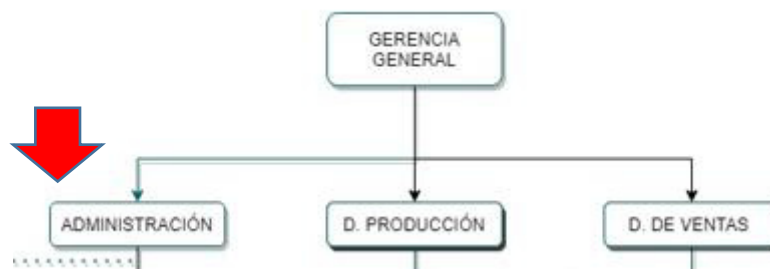 GERENCIA
GENERAL
ADMINISTRACIÓN
D. PRODUCCIÓN
D. DE VENTAS